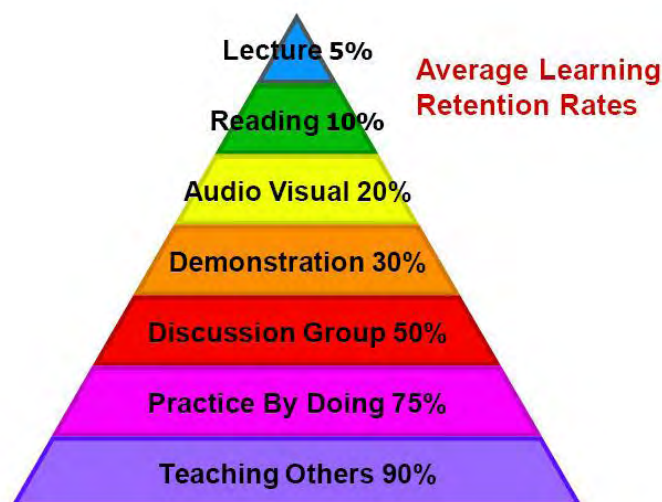 Lecture 5%
Average Learning
Retention Rates
Reading 10%
Audio Visual 20%
Demonstration 30%
Discussion Group 50%
Practice By Doing 75%
Teaching Others 90%